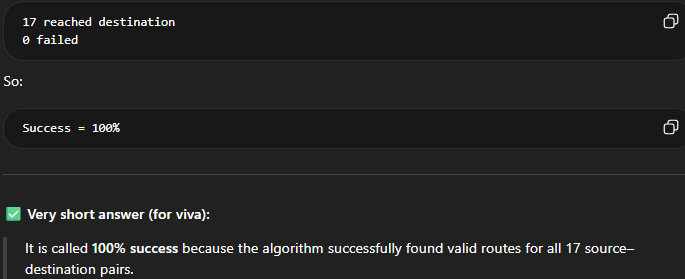 17 reached destination
0 failed
So:
Success = 100%
✅ Very short answer (for viva):
It is called 100% success because the algorithm successfully found valid routes for all 17 source–
destination pairs.